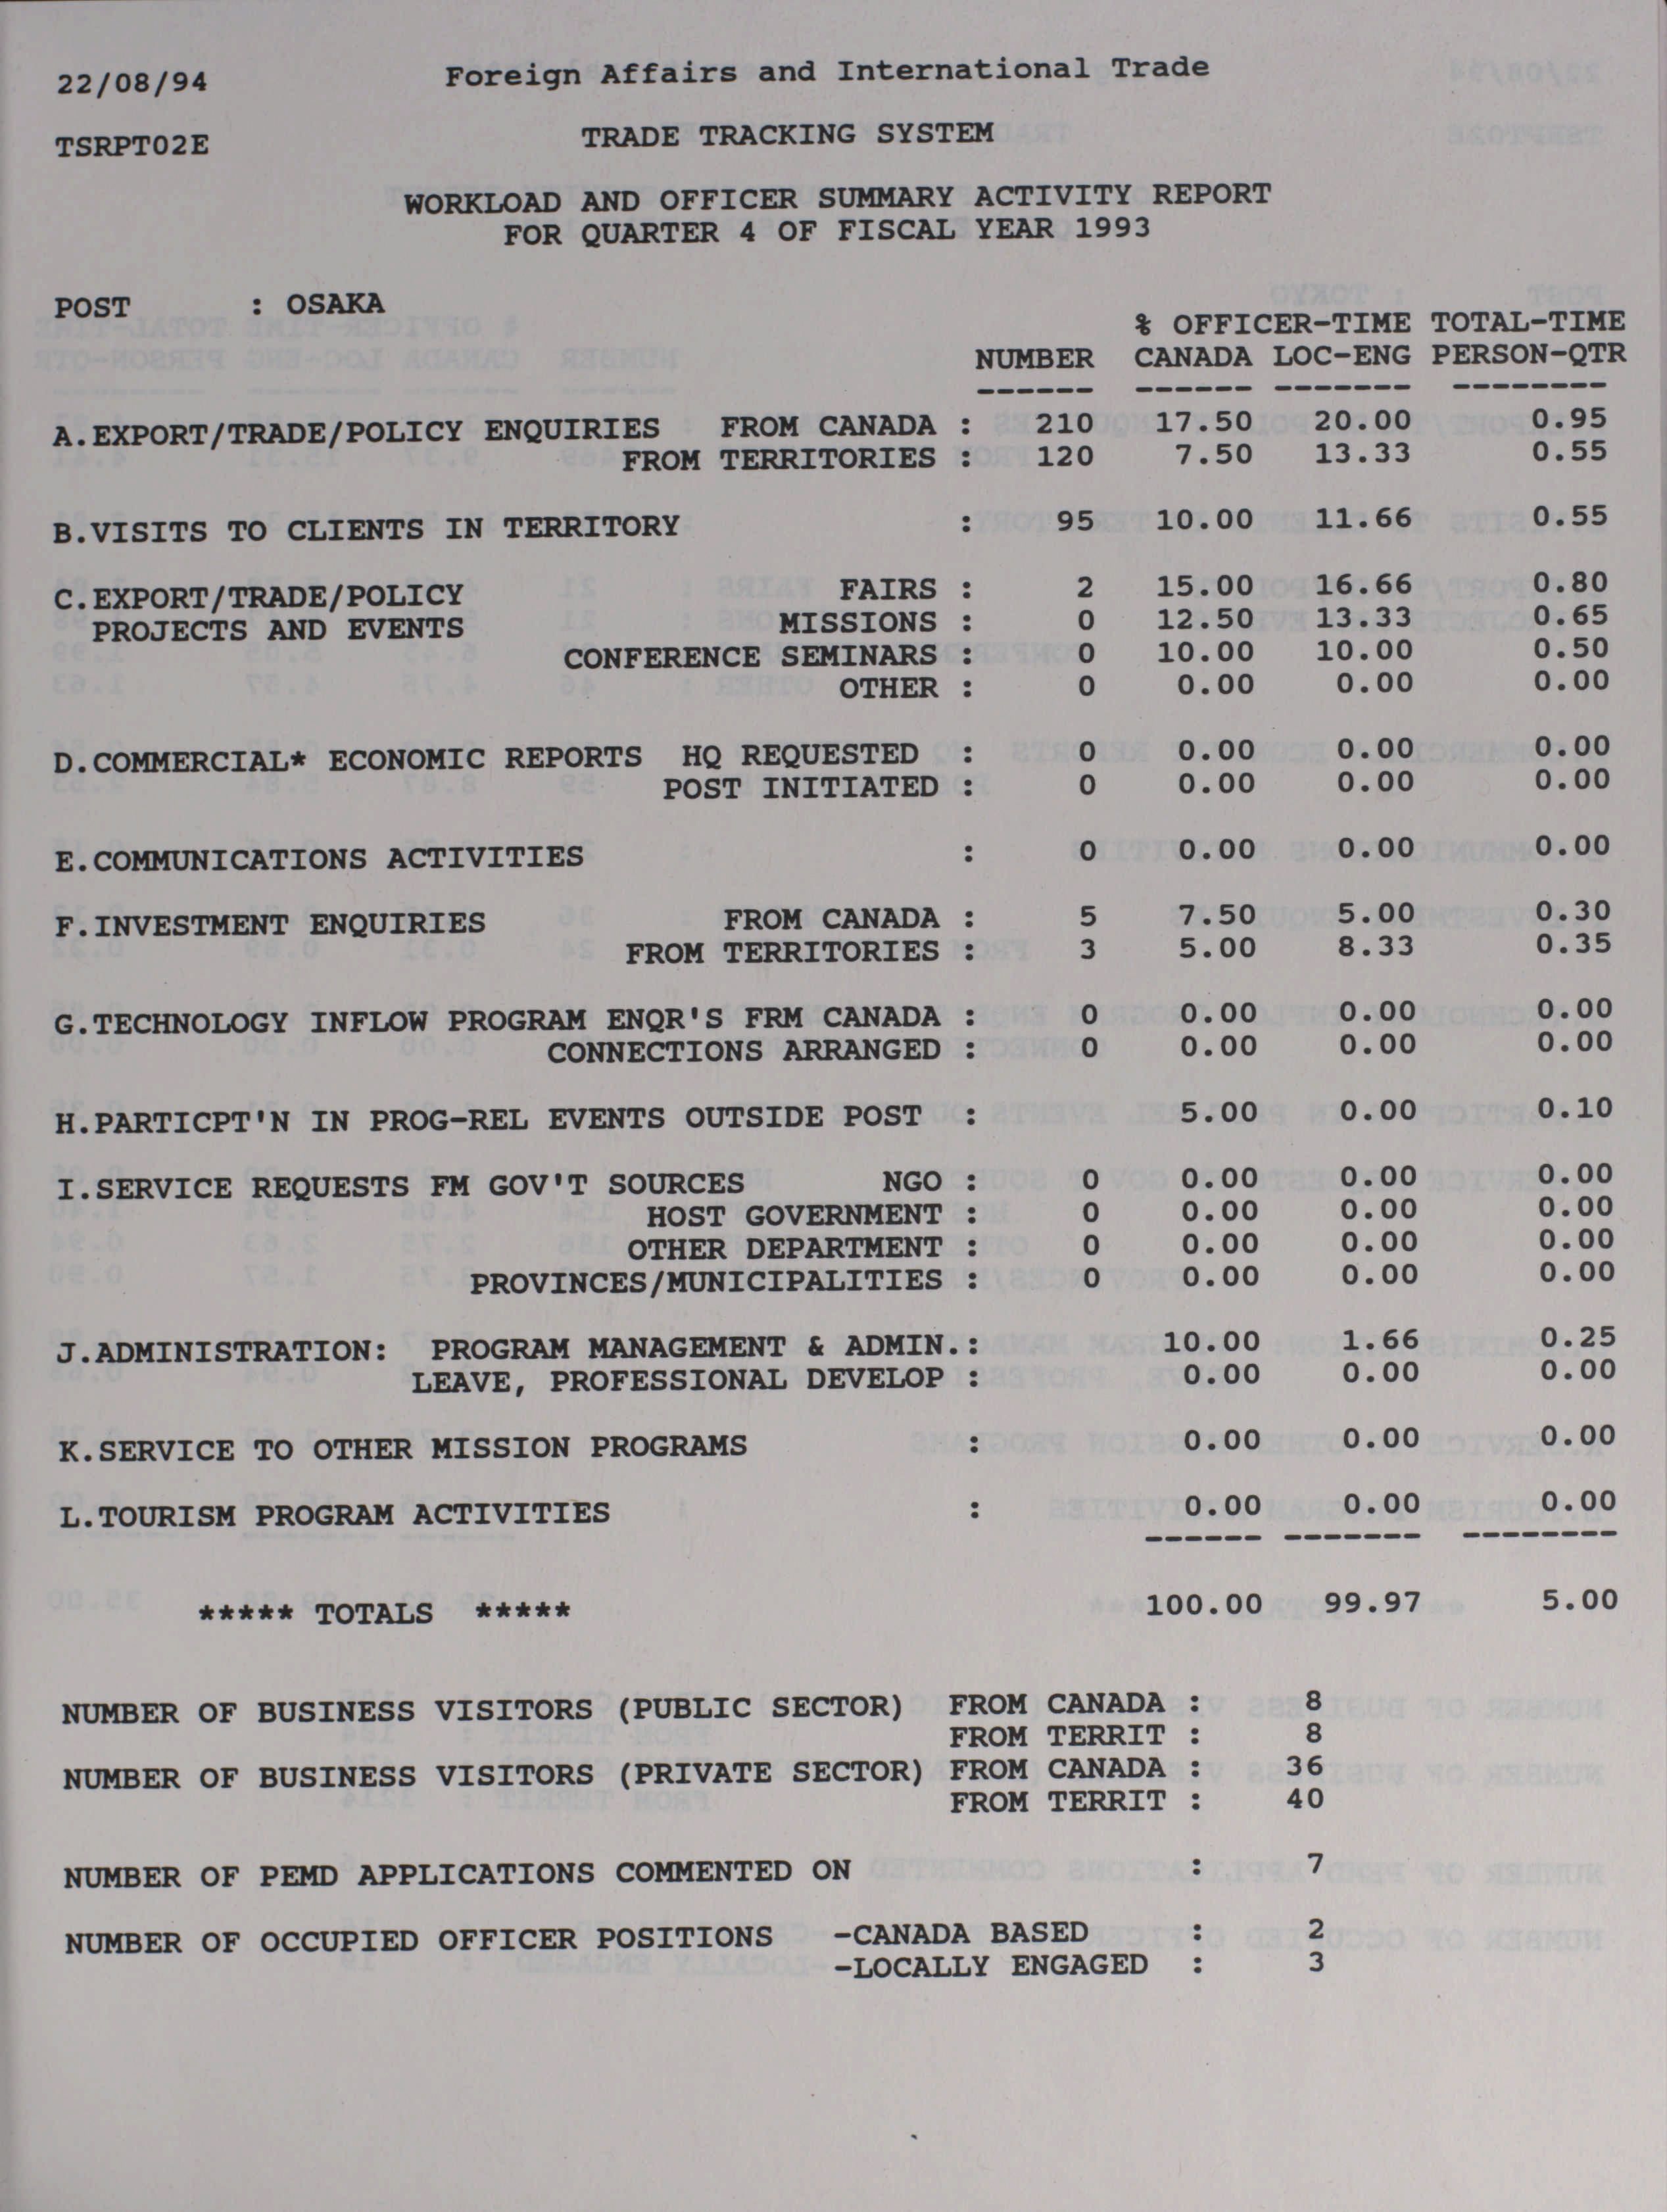 22/08/94 Foreign Affairs and International Trade
TSRPT02E TRADE TRACKING SYSTEM
WORKLOAD AND OFFICER SUMMARY ACTIVITY REPORT
FOR QUARTER 4 OF FISCAL YEAR 1993
POST : OSAKA
% OFFICER-TIME TOTAL-TIME
NUMBER CANADA LOC-ENG PERSON-QTR
------ ------ ------- --------
A.EXPORT/TRADE/POLICY ENQUIRIES FROM CANADA : 210 17.50 20.00 0.95
FROM TERRITORIES : 120 7.50 13.33 0.55
B.VISITS TO CLIENTS IN TERRITORY : 95 10.00 11.66 0.55
C.EXPORT/TRADE/POLICY FAIRS : 2 15.00 16.66 0.80
PROJECTS AND EVENTS MISSIONS : 0 12.50 13.33 0.65
CONFERENCE SEMINARS : 0 10.00 10.00 0.50
OTHER : 0 0.00 0.00 0.00
D.COMMERCIAL* ECONOMIC REPORTS HQ REQUESTED : 0 0.00 0.00 0.00
POST INITIATED : 0 0.00 0.00 0.00
E.COMMUNICATIONS ACTIVITIES : 0 0.00 0.00 0.00
F.INVESTMENT ENQUIRIES FROM CANADA : 5 7.50 5.00 0.30
FROM TERRITORIES : 3 5.00 8.33 0.35
G.TECHNOLOGY INFLOW PROGRAM ENQR'S FRM CANADA : 0 0.00 0.00 0.00
CONNECTIONS ARRANGED : 0 0.00 0.00 0.00
H.PARTICPT'N IN PROG-REL EVENTS OUTSIDE POST : 5.00 0.00 0.10
I.SERVICE REQUESTS FM GOV'T SOURCES NGO : 0 0.00 0.00 0.00
HOST GOVERNMENT : 0 0.00 0.00 0.00
OTHER DEPARTMENT : 0 0.00 0.00 0.00
PROVINCES/MUNICIPALITIES : 0 0.00 0.00 0.00
J.ADMINISTRATION: PROGRAM MANAGEMENT & ADMIN.: 10.00 1.66 0.25
LEAVE, PROFESSIONAL DEVELOP : 0.00 0.00 0.00
K.SERVICE TO OTHER MISSION PROGRAMS : 0.00 0.00 0.00
L.TOURISM PROGRAM ACTIVITIES : 0.00 0.00 0.00
------ ------- --------
***** TOTALS ***** 100.00 99.97 5.00
NUMBER OF BUSINESS VISITORS (PUBLIC SECTOR) FROM CANADA : 8
FROM TERRIT : 8
NUMBER OF BUSINESS VISITORS (PRIVATE SECTOR) FROM CANADA : 36
FROM TERRIT : 40
NUMBER OF PEMD APPLICATIONS COMMENTED ON : 7
NUMBER OF OCCUPIED OFFICER POSITIONS -CANADA BASED : 2
-LOCALLY ENGAGED : 3